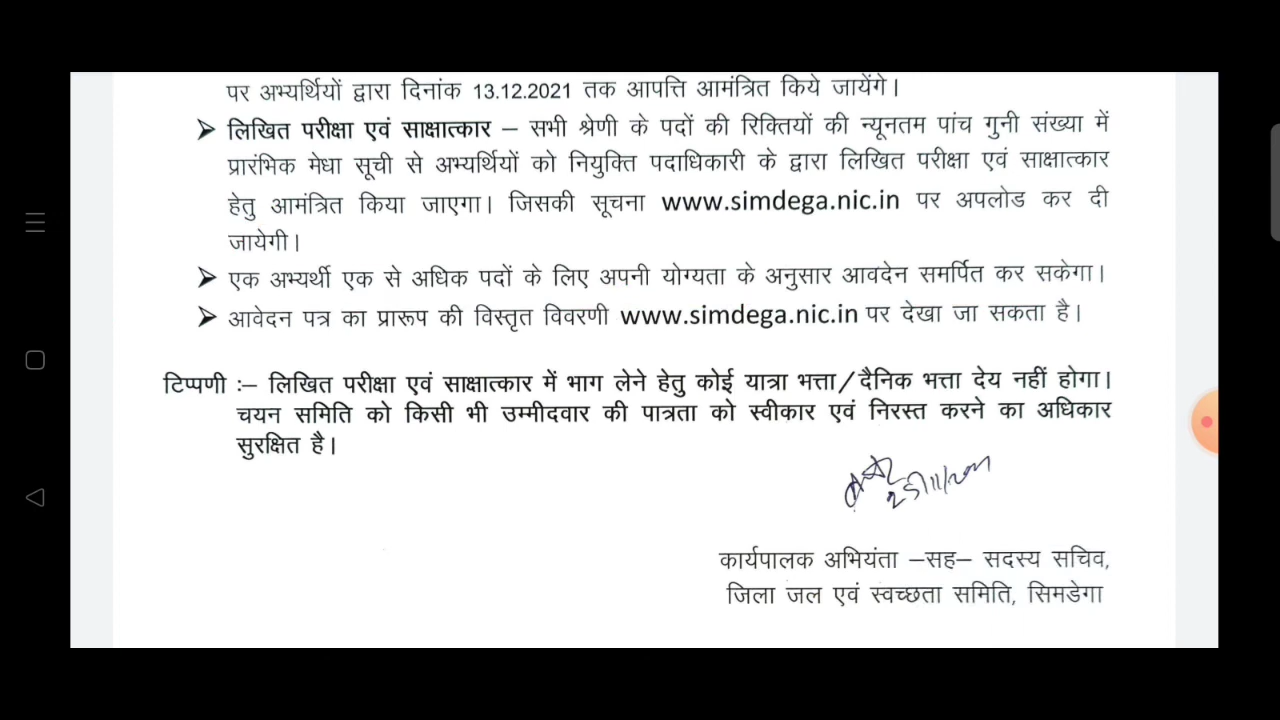 पर अभ्यर्थियों द्वारा दिनांक 13.12.2021 तक आपत्ति आमंत्रित किये जायेंगे।
➢ लिखित परीक्षा एवं साक्षात्कार – सभी श्रेणी के पदों की रिक्तियों की न्यूनतम पांच गुनी संख्या में
प्रारंभिक मेधा सूची से अभ्यर्थियों को नियुक्ति पदाधिकारी के द्वारा लिखित परीक्षा एवं साक्षात्कार
हेतु आमंत्रित किया जाएगा। जिसकी सूचना www.simdega.nic.in पर अपलोड कर दी
जायेगी।
➢ एक अभ्यर्थी एक से अधिक पदों के लिए अपनी योग्यता के अनुसार आवदेन समर्पित कर सकेगा।
➢ आवेदन पत्र का प्रारूप की विस्तृत विवरणी www.simdega.nic.in पर देखा जा सकता है।
टिप्पणी :– लिखित परीक्षा एवं साक्षात्कार में भाग लेने हेतु कोई यात्रा भत्ता/दैनिक भत्ता देय नहीं होगा।
चयन समिति को किसी भी उम्मीदवार की पात्रता को स्वीकार एवं निरस्त करने का अधिकार
सुरक्षित है।
कार्यपालक अभियंता –सह– सदस्य सचिव,
जिला जल एवं स्वच्छता समिति, सिमडेगा